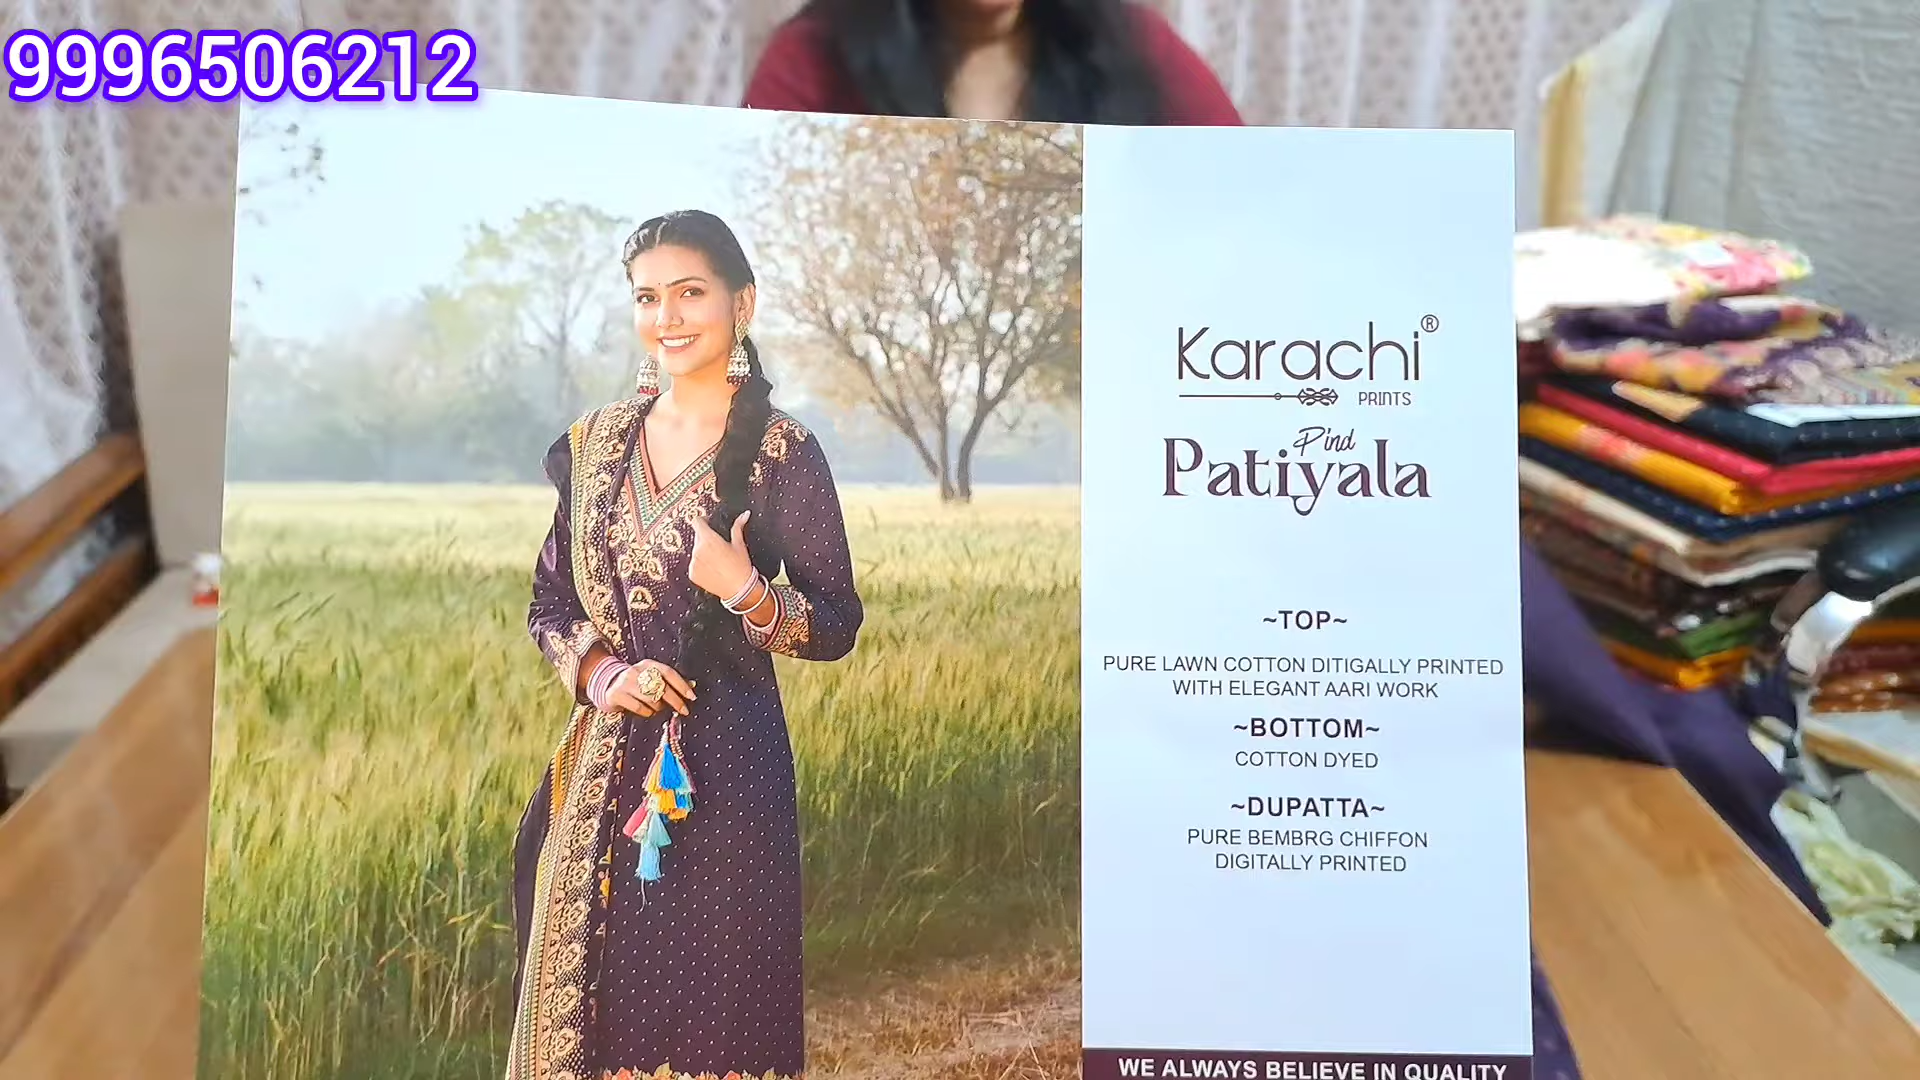 9996506212
Karachi®
PRINTS
Pind
Patiyala
~TOP~
PURE LAWN COTTON DITIGALLY PRINTED
WITH ELEGANT AARI WORK
~BOTTOM~
COTTON DYED
~DUPATTA~
PURE BEMBRG CHIFFON
DIGITALLY PRINTED
WE ALWAYS BELIEVE IN QUALITY